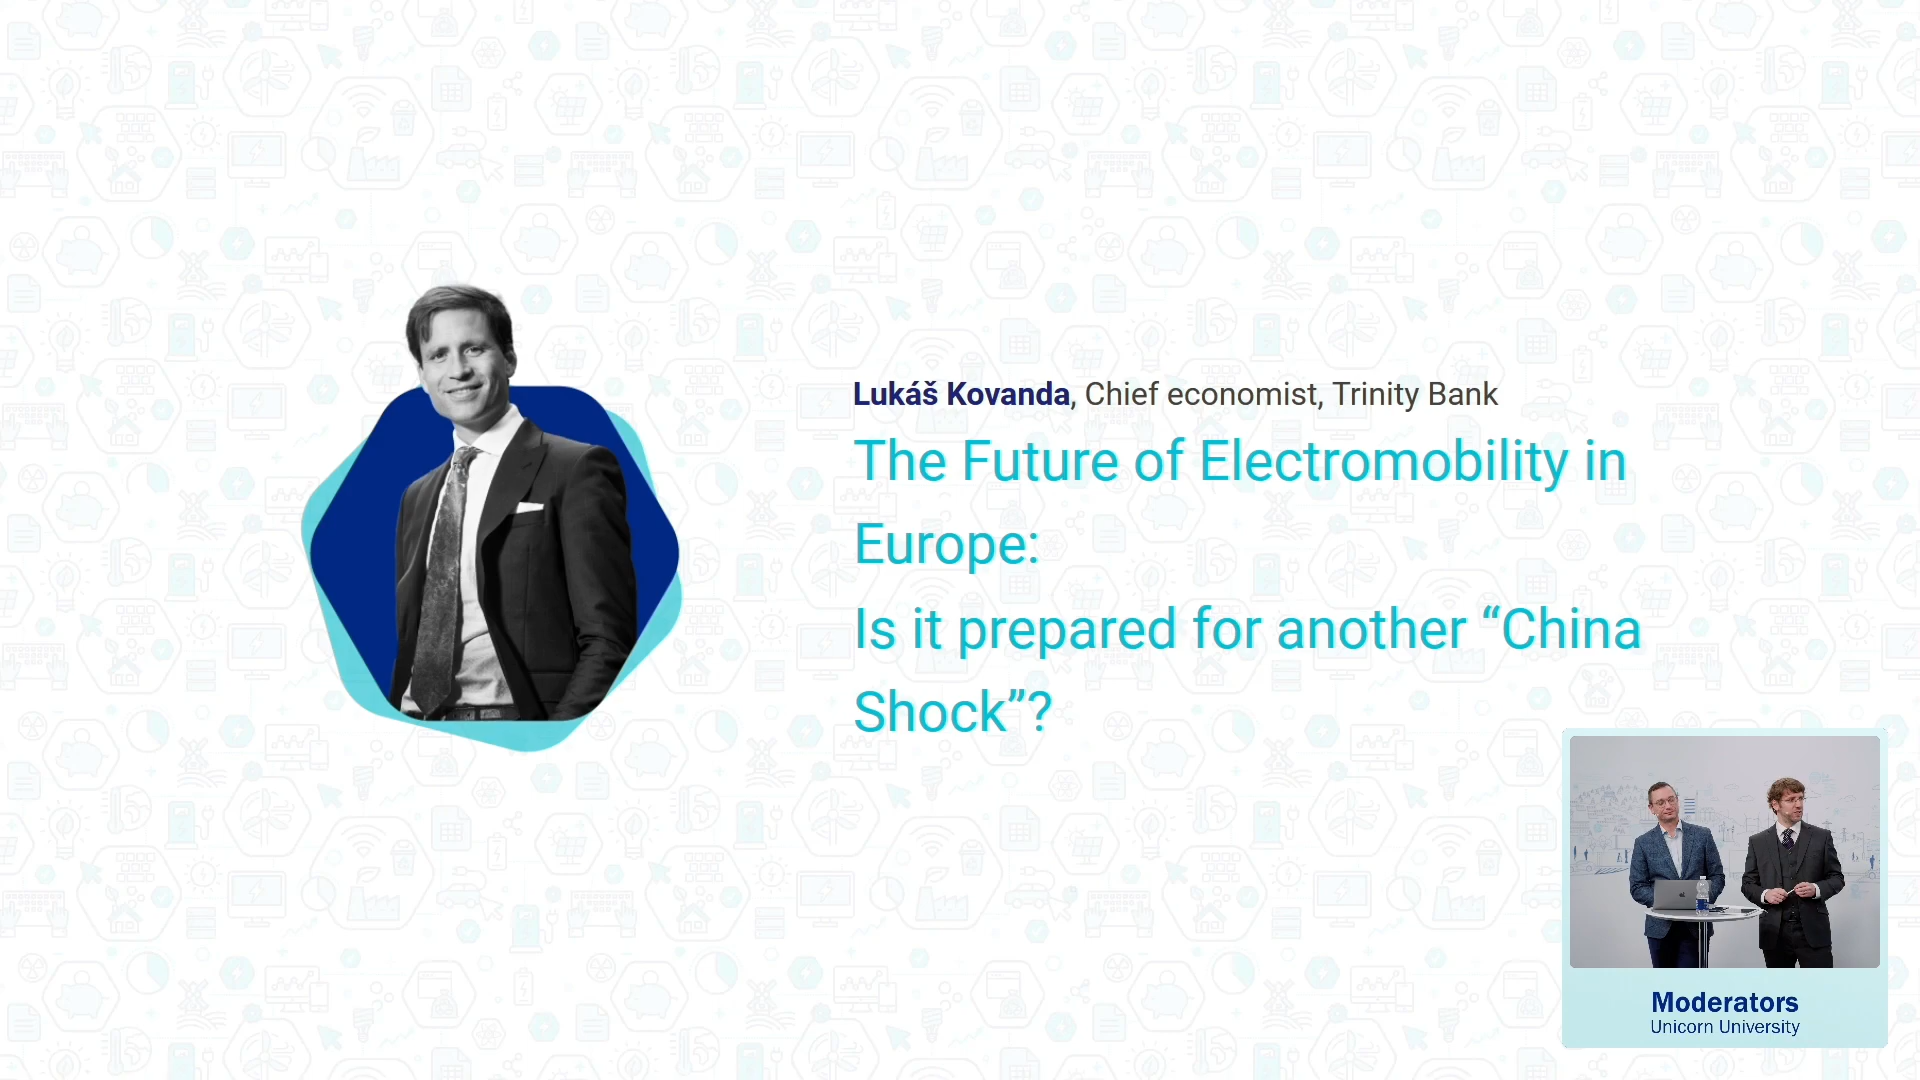 Lukáš Kovanda, Chief economist, Trinity Bank
The Future of Electromobility in
Europe:
Is it prepared for another “China
Shock”?
Moderators
Unicorn University